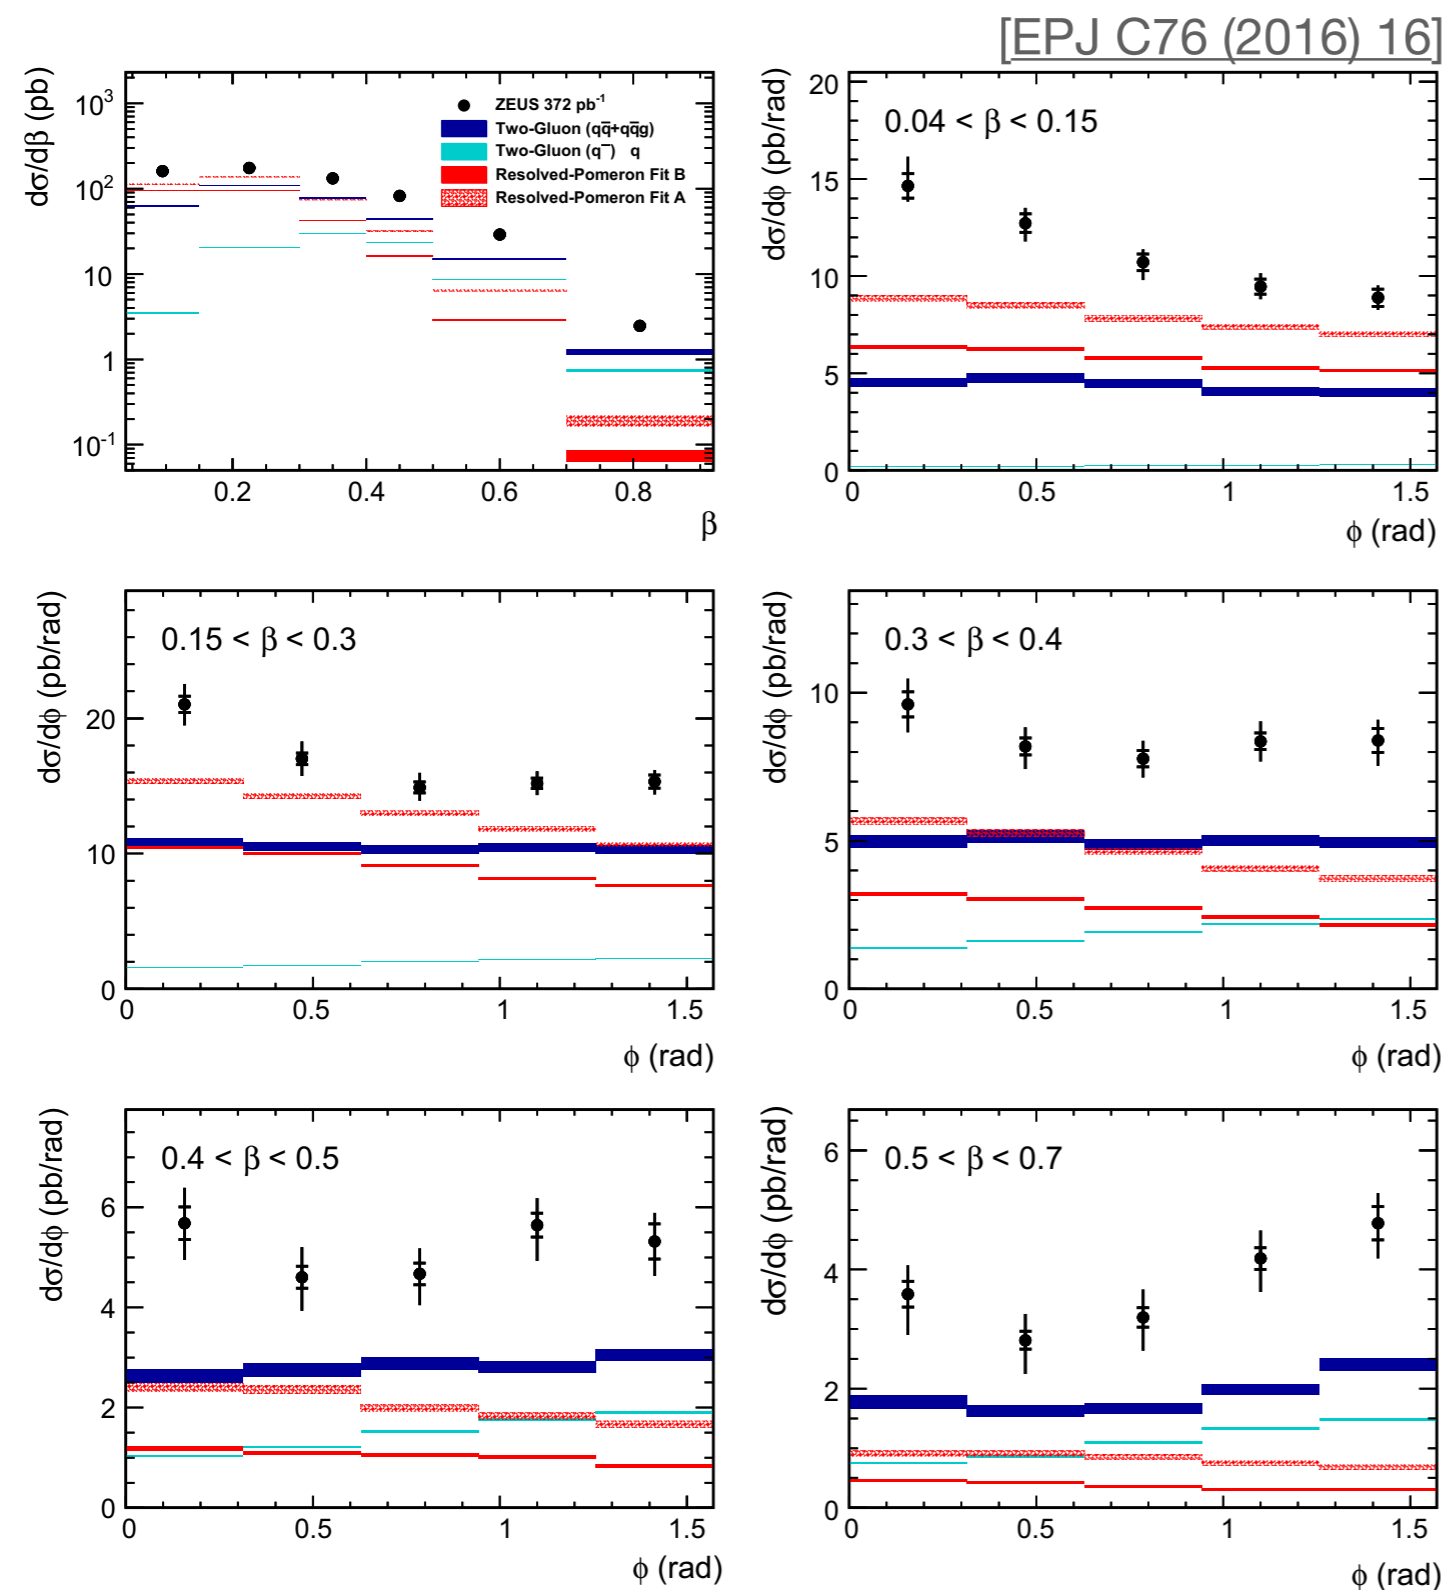 [EPJ C76 (2016) 16]
dσ/dβ (pb)
10³
10²
10
1
10⁻¹
ZEUS 372 pb⁻¹
Two-Gluon (qq̅+qq̅g)
Two-Gluon (q‾) q
Resolved-Pomeron Fit B
Resolved-Pomeron Fit A
0.2 0.4 0.6 0.8
β
dσ/dϕ (pb/rad)
0.04 < β < 0.15
20
15
10
5
0
0 0.5 1 1.5
ϕ (rad)
dσ/dϕ (pb/rad)
0.15 < β < 0.3
20
10
0
0 0.5 1 1.5
ϕ (rad)
dσ/dϕ (pb/rad)
0.3 < β < 0.4
10
5
0
0 0.5 1 1.5
ϕ (rad)
dσ/dϕ (pb/rad)
0.4 < β < 0.5
6
4
2
0
0 0.5 1 1.5
ϕ (rad)
dσ/dϕ (pb/rad)
0.5 < β < 0.7
6
4
2
0
0 0.5 1 1.5
ϕ (rad)